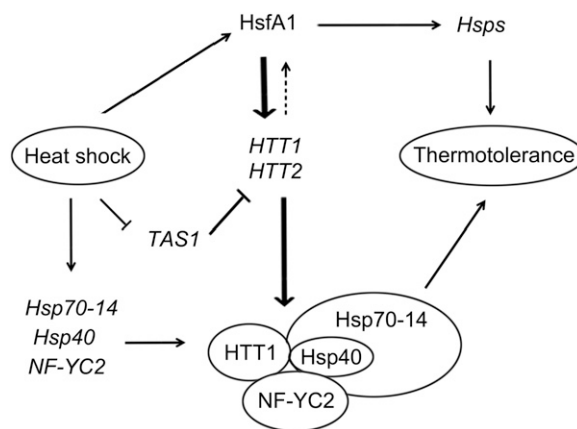 HsfA1
Hsps
Heat shock
HTT1
HTT2
Thermotolerance
TAS1
Hsp70-14
Hsp40
NF-YC2
Hsp70-14
HTT1
Hsp40
NF-YC2